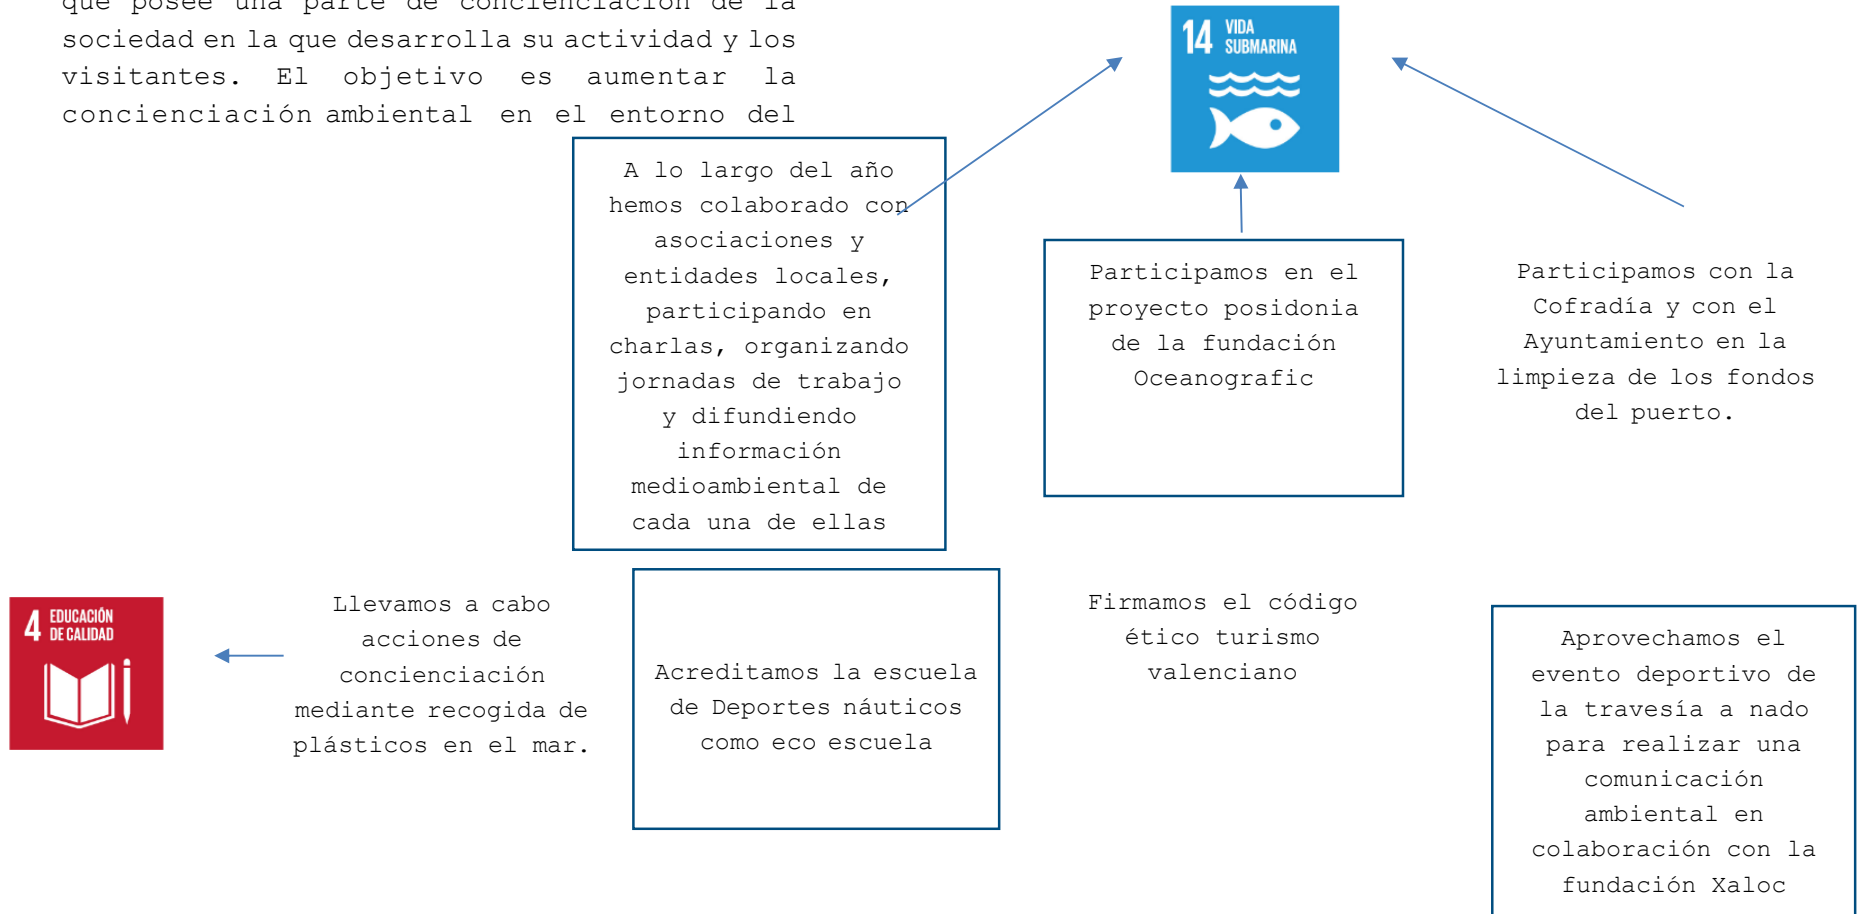 que posee una parte de concienciación de la
sociedad en la que desarrolla su actividad y los
visitantes. El objetivo es aumentar la
concienciación ambiental en el entorno del
14 VIDA
SUBMARINA
A lo largo del año
hemos colaborado con
asociaciones y
entidades locales,
participando en
charlas, organizando
jornadas de trabajo
y difundiendo
información
medioambiental de
cada una de ellas
Participamos en el
proyecto posidonia
de la fundación
Oceanografic
Participamos con la
Cofradía y con el
Ayuntamiento en la
limpieza de los fondos
del puerto.
4 EDUCACIÓN
DE CALIDAD
Llevamos a cabo
acciones de
concienciación
mediante recogida de
plásticos en el mar.
Acreditamos la escuela
de Deportes náuticos
como eco escuela
Firmamos el código
ético turismo
valenciano
Aprovechamos el
evento deportivo de
la travesía a nado
para realizar una
comunicación
ambiental en
colaboración con la
fundación Xaloc